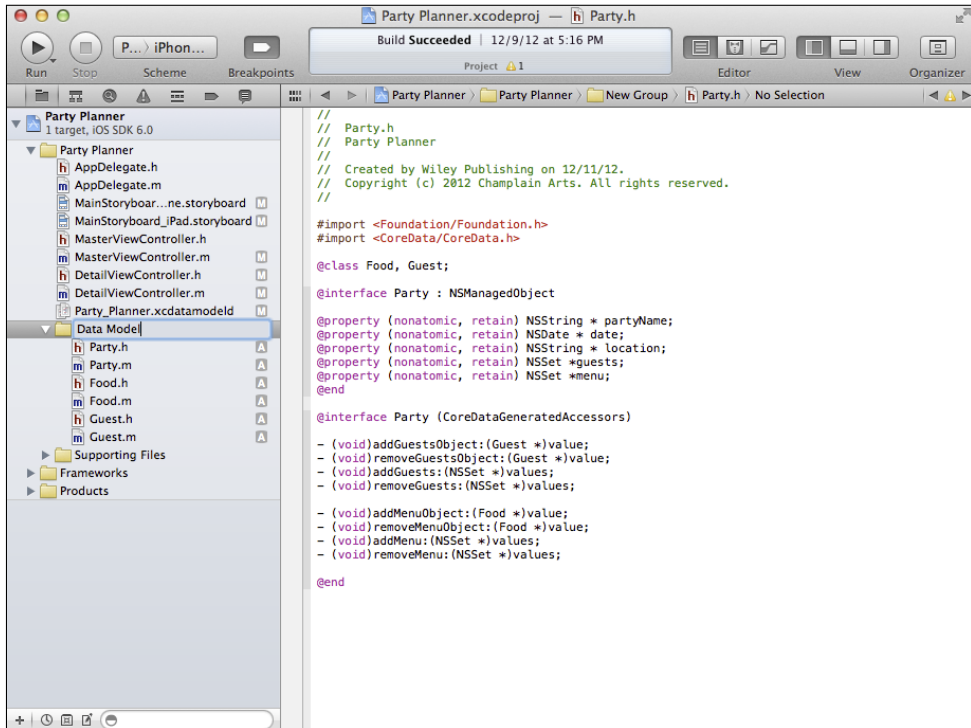 Party Planner.xcodeproj — h Party.h
P... iPhon...
Run Stop Scheme Breakpoints
Build Succeeded | 12/9/12 at 5:16 PM
Project 1
Editor View Organizer
Party Planner Party Planner New Group h Party.h No Selection
Party Planner
1 target, iOS SDK 6.0
Party Planner
h AppDelegate.h
m AppDelegate.m
MainStoryboar...ne.storyboard M
MainStoryboard_iPad.storyboard M
h MasterViewController.h
m MasterViewController.m M
h DetailViewController.h M
m DetailViewController.m M
Party_Planner.xcdatamodeld M
Data Model
h Party.h A
m Party.m A
h Food.h A
m Food.m A
h Guest.h A
m Guest.m A
Supporting Files
Frameworks
Products
//
// Party.h
// Party Planner
//
// Created by Wiley Publishing on 12/11/12.
// Copyright (c) 2012 Champlain Arts. All rights reserved.
//
#import <Foundation/Foundation.h>
#import <CoreData/CoreData.h>
@class Food, Guest;
@interface Party : NSManagedObject
@property (nonatomic, retain) NSString * partyName;
@property (nonatomic, retain) NSDate * date;
@property (nonatomic, retain) NSString * location;
@property (nonatomic, retain) NSSet *guests;
@property (nonatomic, retain) NSSet *menu;
@end
@interface Party (CoreDataGeneratedAccessors)
- (void)addGuestsObject:(Guest *)value;
- (void)removeGuestsObject:(Guest *)value;
- (void)addGuests:(NSSet *)values;
- (void)removeGuests:(NSSet *)values;
- (void)addMenuObject:(Food *)value;
- (void)removeMenuObject:(Food *)value;
- (void)addMenu:(NSSet *)values;
- (void)removeMenu:(NSSet *)values;
@end